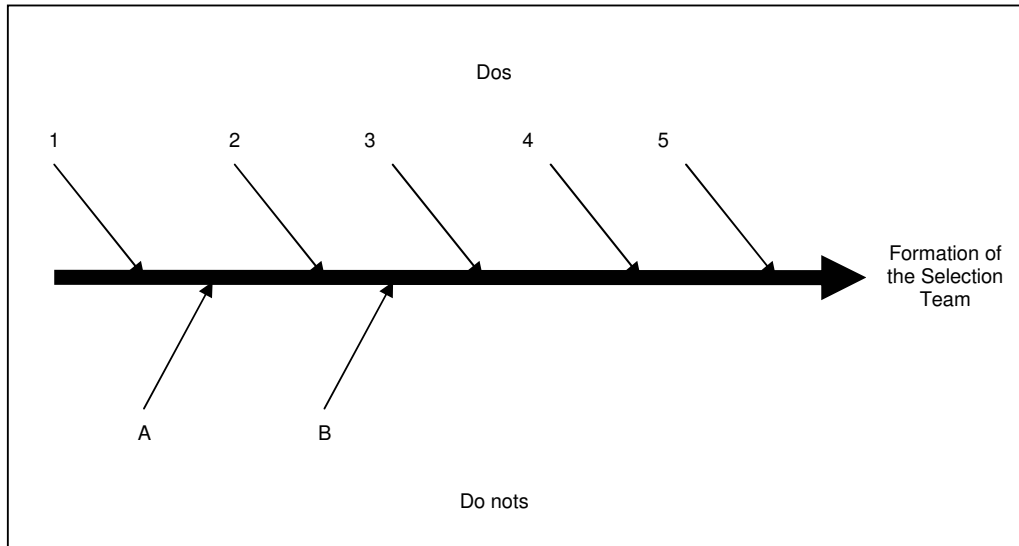 Dos
1
2
3
4
5
Formation of
the Selection
Team
A
B
Do nots